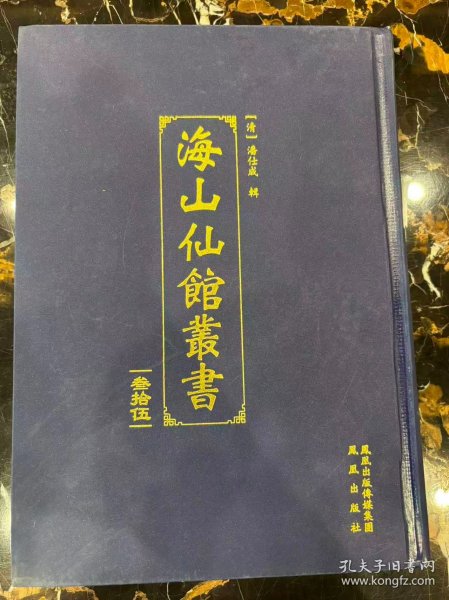 [清]潘仕成 輯
海山仙館叢書
叁拾伍
鳳凰出版傳媒集團
鳳凰出版社
孔夫子旧书网
www.kongfz.com